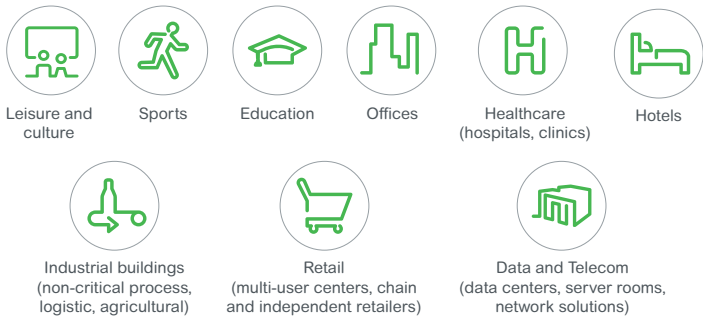 Leisure and
culture
Sports
Education
Offices
Healthcare
(hospitals, clinics)
Hotels
Industrial buildings
(non-critical process,
logistic, agricultural)
Retail
(multi-user centers, chain
and independent retailers)
Data and Telecom
(data centers, server rooms,
network solutions)